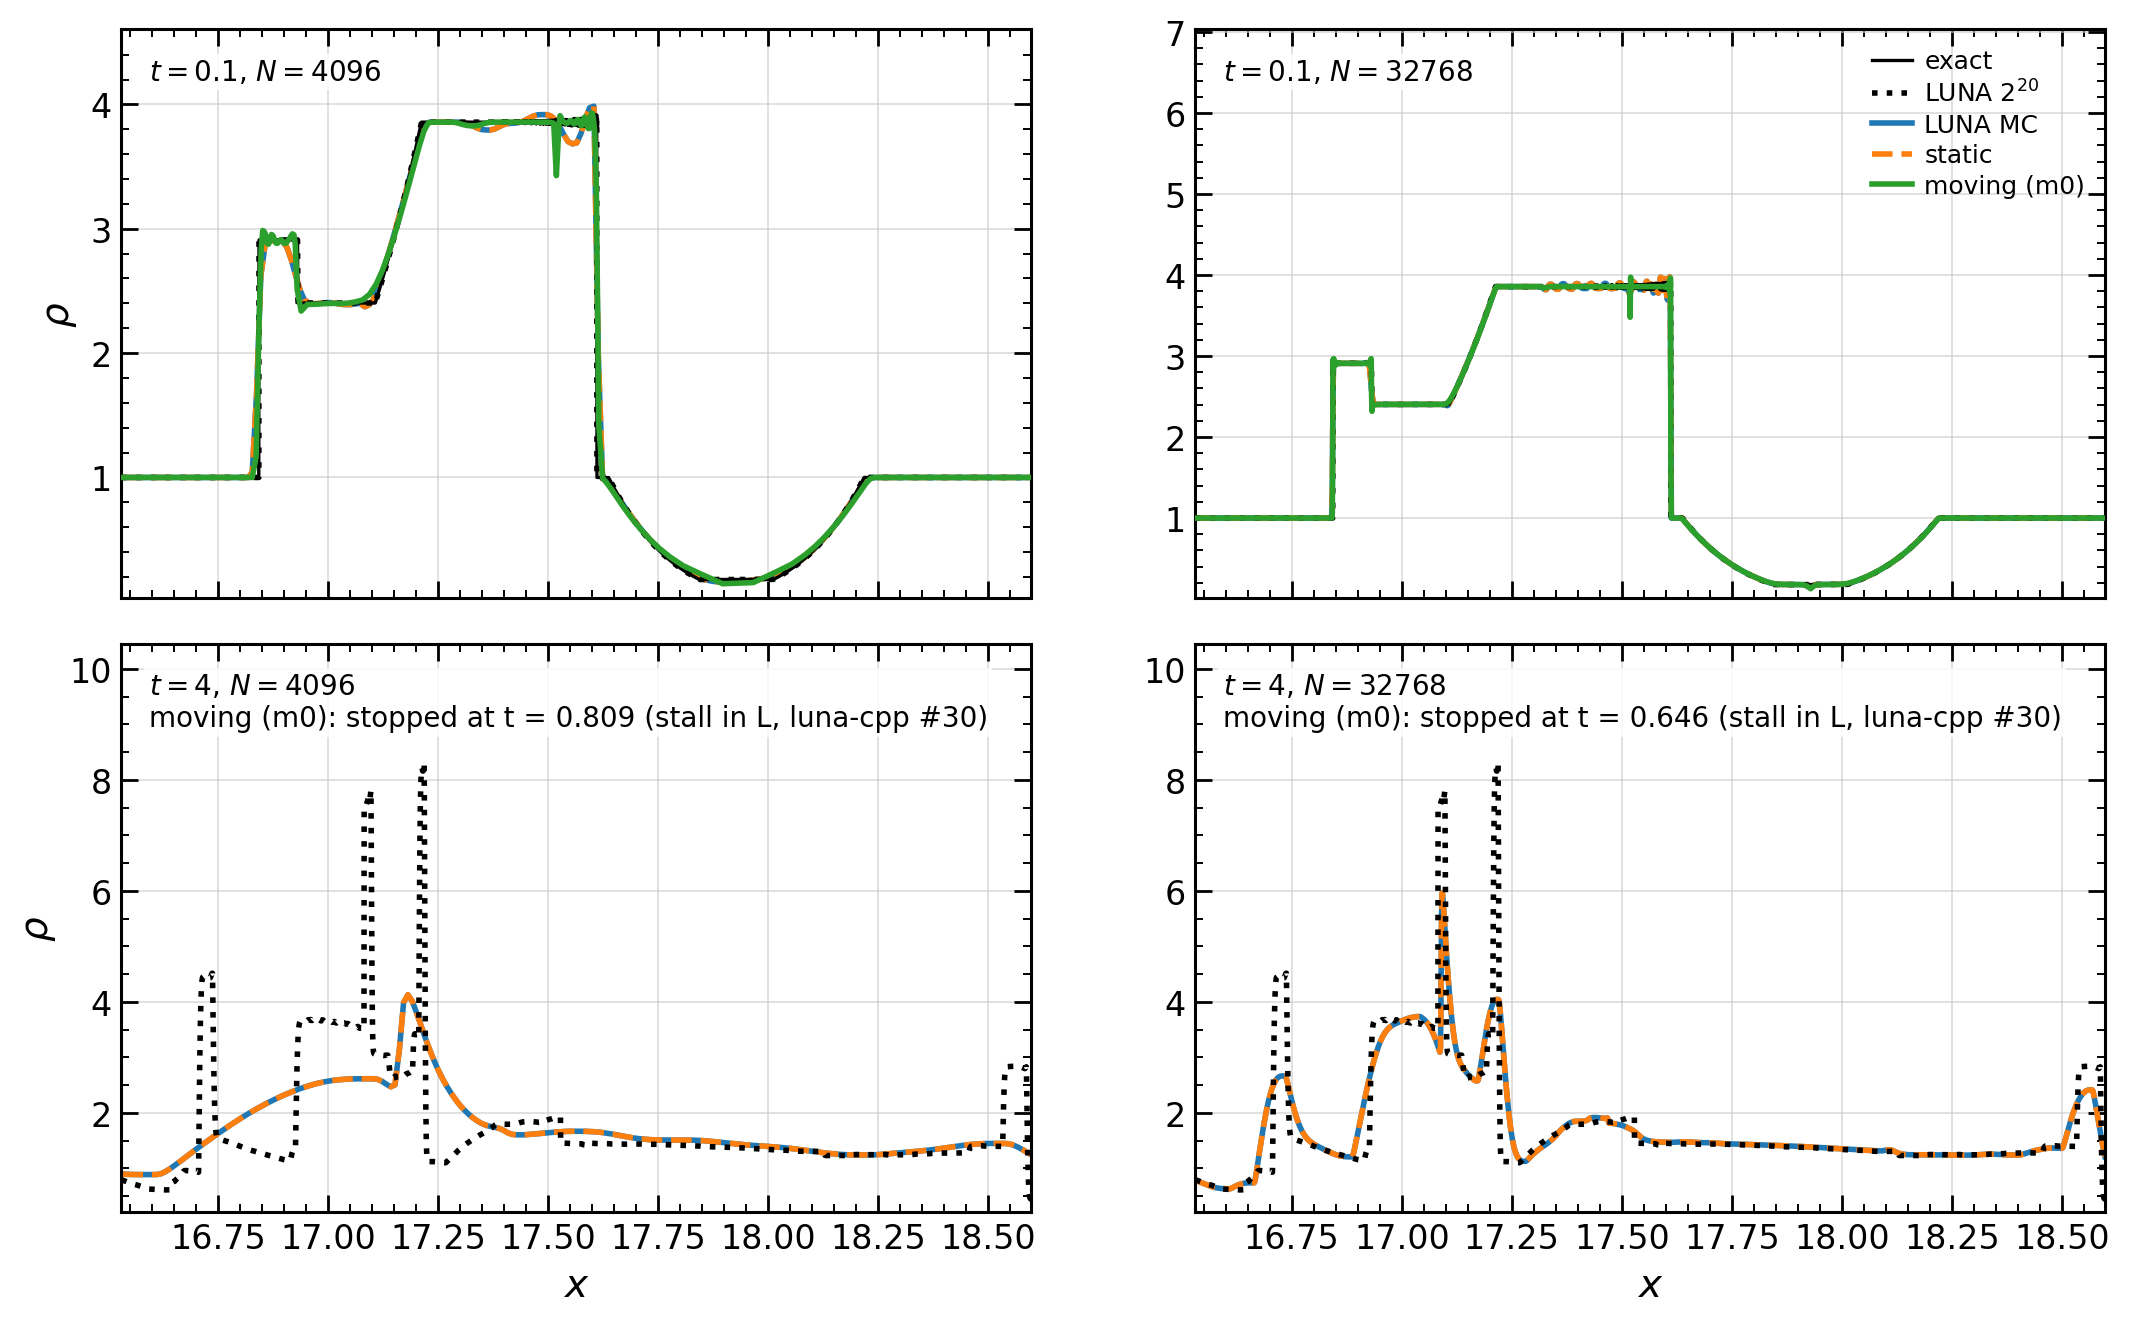 t = 0.1, N = 4096
4
3
2
1
ρ
t = 0.1, N = 32768
exact
LUNA 2²⁰
LUNA MC
static
moving (m0)
7
6
5
4
3
2
1
t = 4, N = 4096
moving (m0): stopped at t = 0.809 (stall in L, luna-cpp #30)
10
8
6
4
2
ρ
16.75 17.00 17.25 17.50 17.75 18.00 18.25 18.50
x
t = 4, N = 32768
moving (m0): stopped at t = 0.646 (stall in L, luna-cpp #30)
10
8
6
4
2
16.75 17.00 17.25 17.50 17.75 18.00 18.25 18.50
x